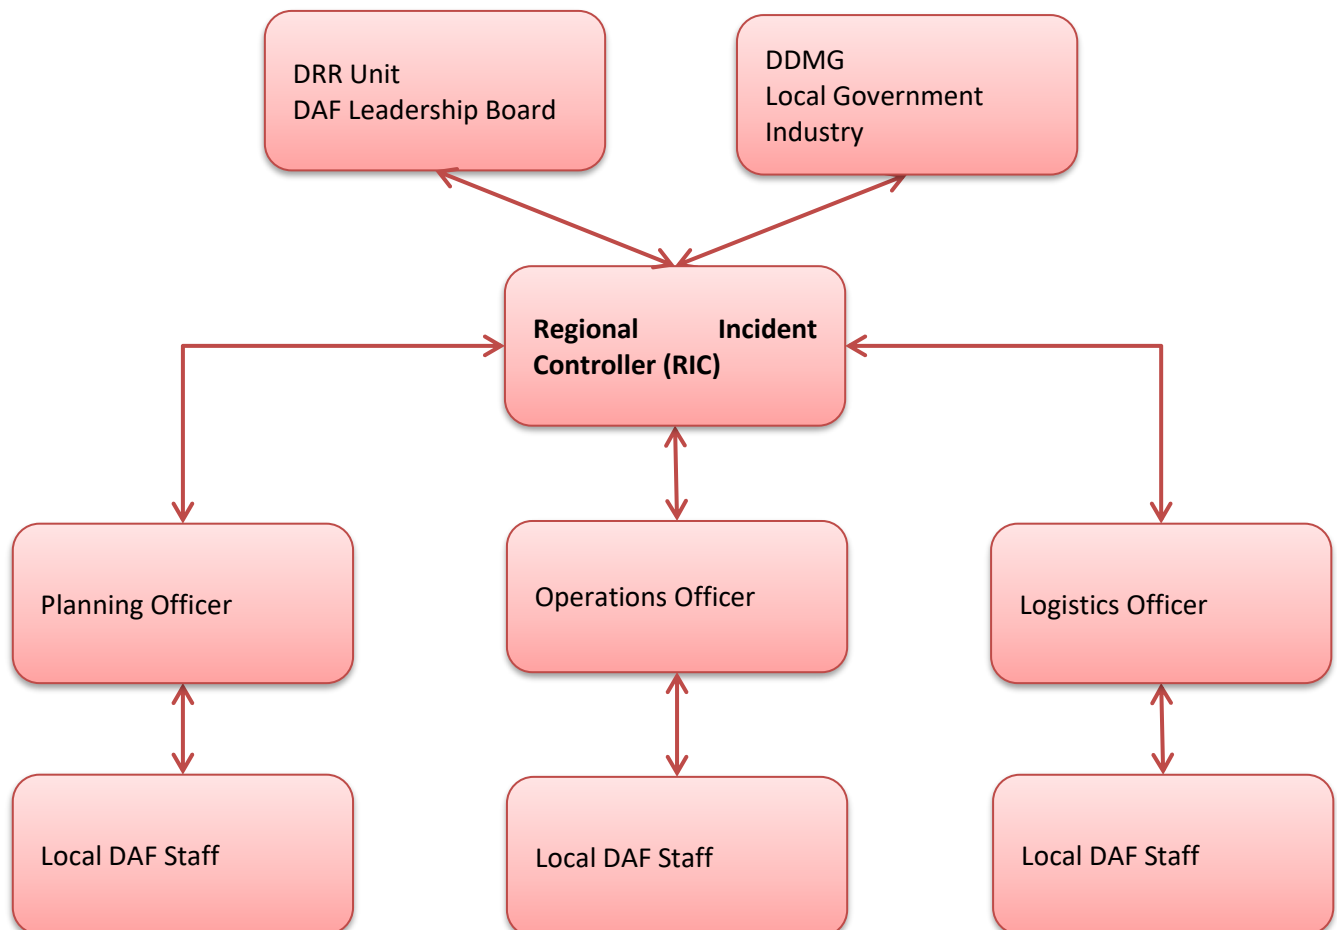 DRR Unit
DAF Leadership Board
DDMG
Local Government
Industry
Regional Incident
Controller (RIC)
Planning Officer
Operations Officer
Logistics Officer
Local DAF Staff
Local DAF Staff
Local DAF Staff